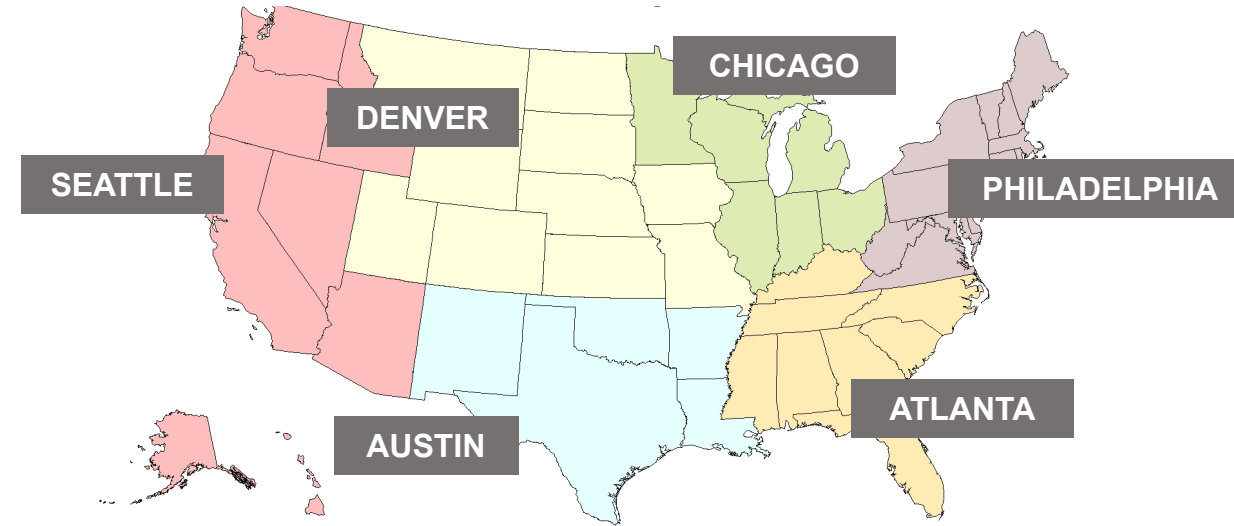 CHICAGO
DENVER
SEATTLE
PHILADELPHIA
ATLANTA
AUSTIN